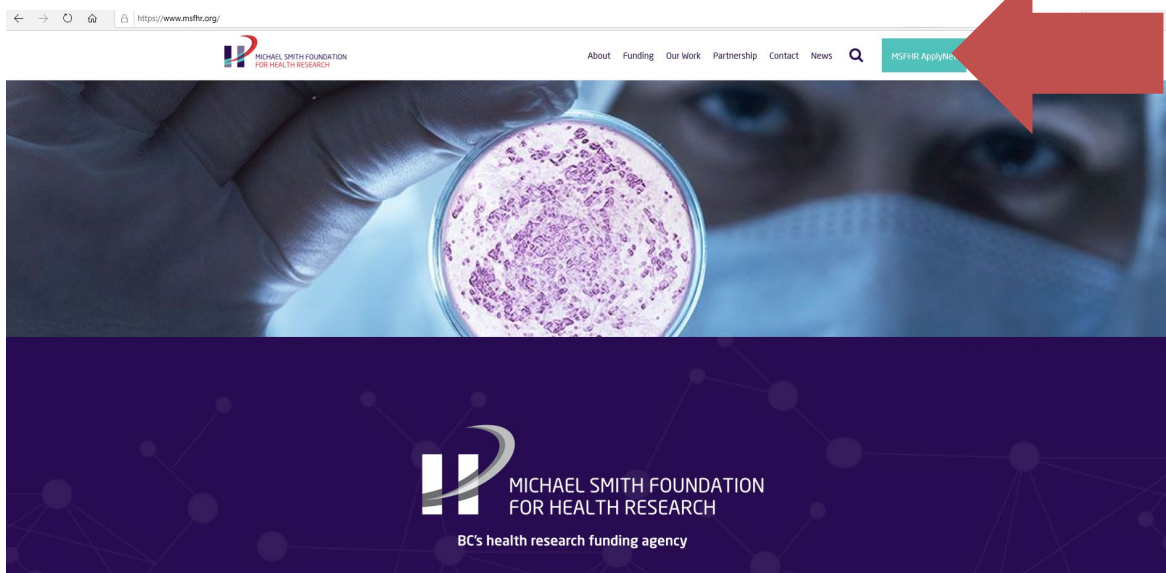 https://www.msfhr.org/
MICHAEL SMITH FOUNDATION
FOR HEALTH RESEARCH
About Funding Our Work Partnership Contact News
MSFHR
MICHAEL SMITH FOUNDATION
FOR HEALTH RESEARCH
BC's health research funding agency